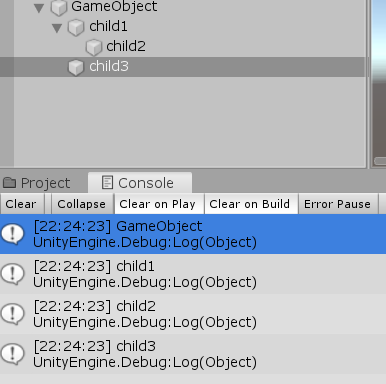 GameObject
child1
child2
child3
Project Console
Clear Collapse Clear on Play Clear on Build Error Pause
[22:24:23] GameObject
UnityEngine.Debug:Log(Object)
[22:24:23] child1
UnityEngine.Debug:Log(Object)
[22:24:23] child2
UnityEngine.Debug:Log(Object)
[22:24:23] child3
UnityEngine.Debug:Log(Object)